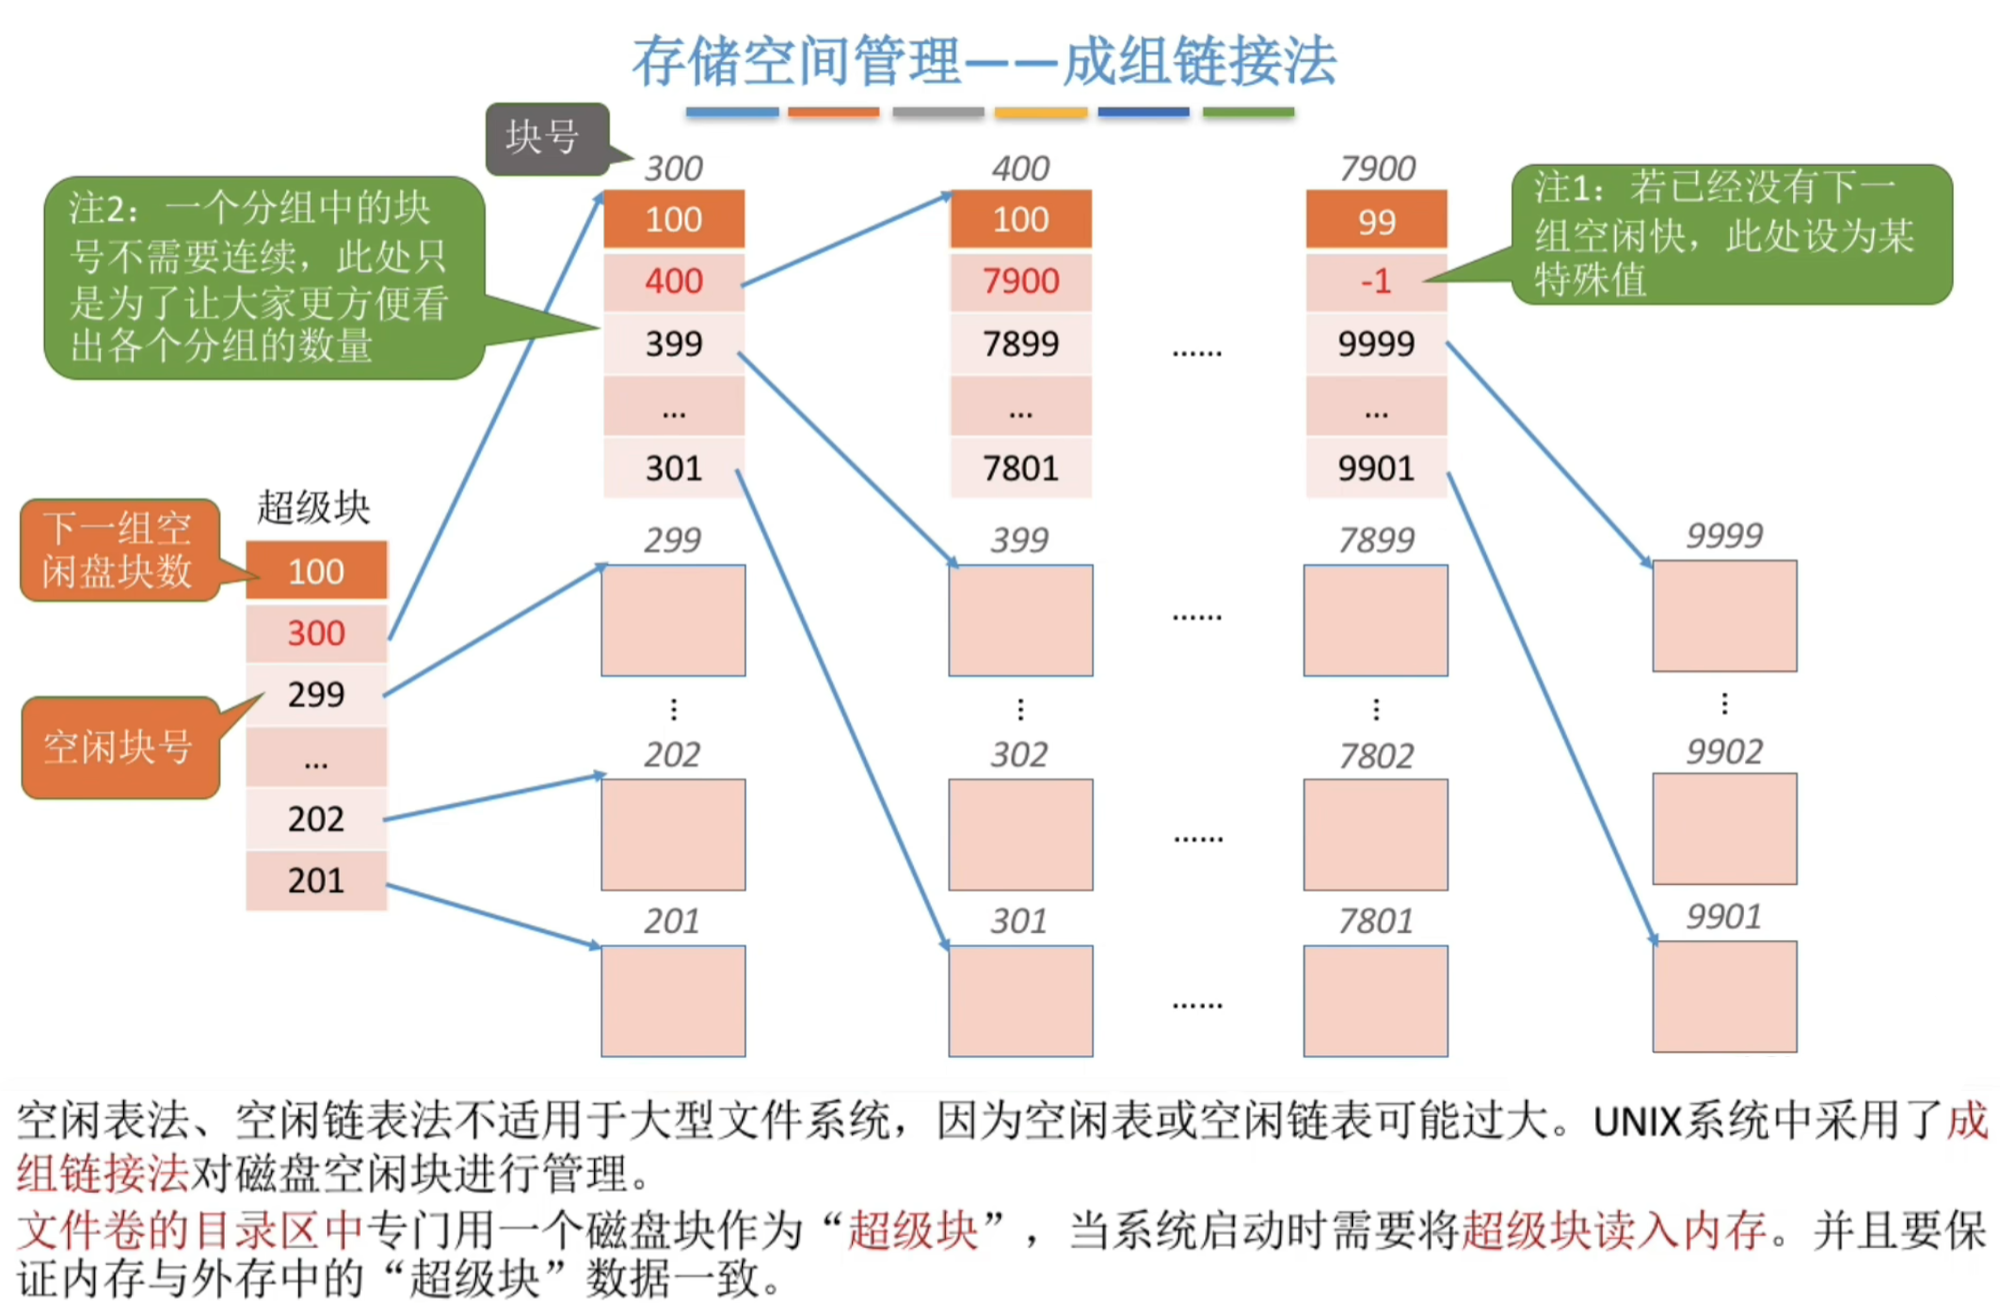 存储空间管理——成组链接法
块号
300
400
7900
注2：一个分组中的块
号不需要连续，此处只
是为了让大家更方便看
出各个分组的数量
100
400
399
...
301
100
7900
7899
...
7801
......
99
-1
9999
...
9901
注1：若已经没有下一
组空闲快，此处设为某
特殊值
超级块
下一组空
闲盘块数
空闲块号
100
300
299
...
202
201
299
399
7899
9999
......
202
302
7802
9902
......
201
301
7801
9901
......
空闲表法、空闲链表法不适用于大型文件系统，因为空闲表或空闲链表可能过大。UNIX系统中采用了成
组链接法对磁盘空闲块进行管理。
文件卷的目录区中专门用一个磁盘块作为“超级块”，当系统启动时需要将超级块读入内存。并且要保
证内存与外存中的“超级块”数据一致。